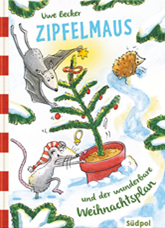 Uwe Becker
ZIPFELMAUS
und der wunderbare
Weihnachtsplan
Südpol